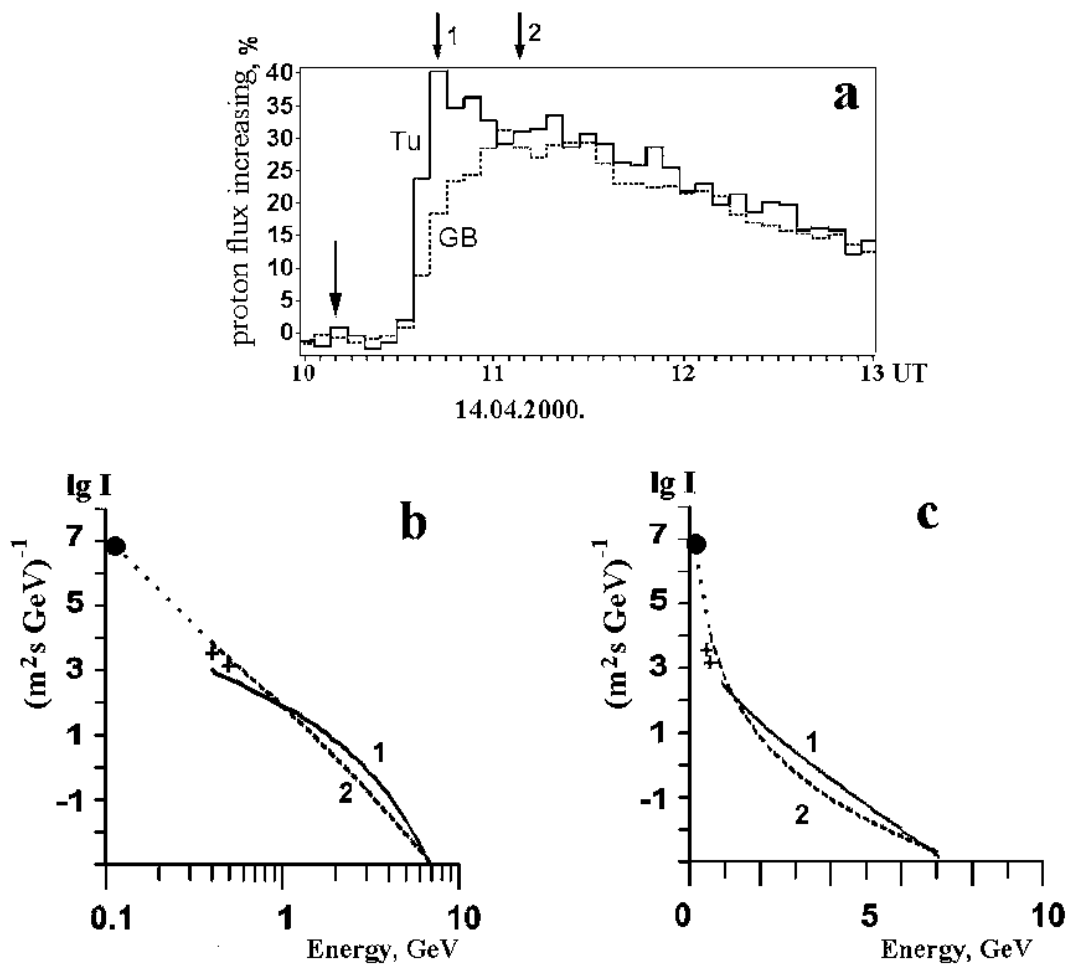 1 2
proton flux increasing, %
40
35
30
25
20
15
10
5
0
a
Tu
GB
10 11 12 13 UT
14.04.2000.
lg I
b
(m²s GeV)⁻¹
7
5
3
1
-1
1
2
0.1 1 10
Energy, GeV
lg I
c
(m²s GeV)⁻¹
7
5
3
1
-1
1
2
0 5 10
Energy, GeV